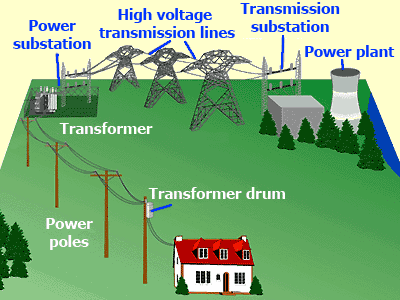 High voltage
transmission lines
Transmission
substation
Power
substation
Power plant
Transformer
Transformer drum
Power
poles